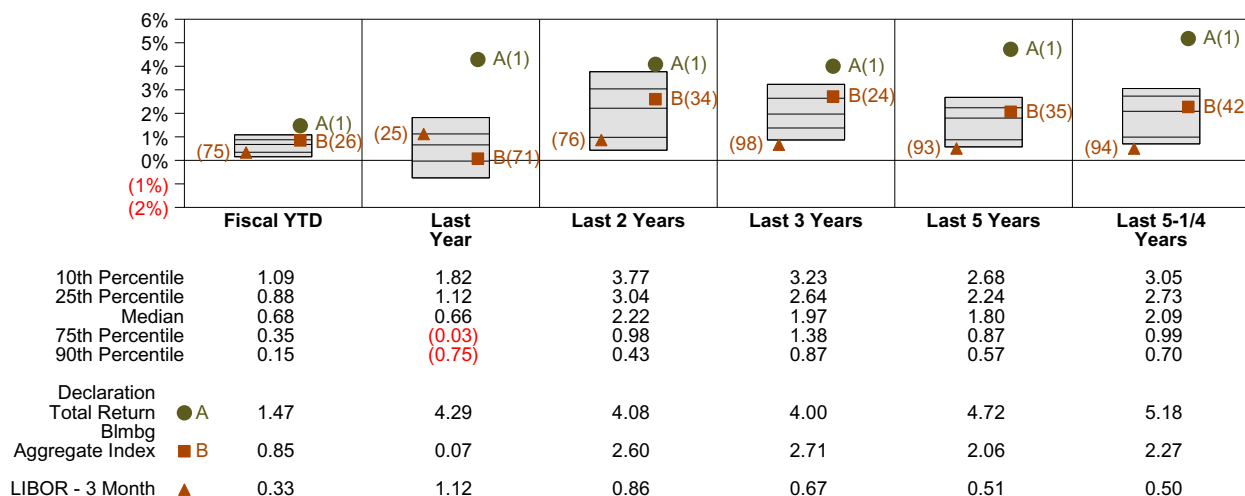 6%
5%
4%
3%
2%
1%
0%
(1%)
(2%)
(75) A(1) B(26)
(25) A(1) B(71)
(76) A(1) B(34)
(98) A(1) B(24)
(93) A(1) B(35)
(94) A(1) B(42)
Fiscal YTD Last Last 2 Years Last 3 Years Last 5 Years Last 5-1/4
Year Years
10th Percentile 1.09 1.82 3.77 3.23 2.68 3.05
25th Percentile 0.88 1.12 3.04 2.64 2.24 2.73
Median 0.68 0.66 2.22 1.97 1.80 2.09
75th Percentile 0.35 (0.03) 0.98 1.38 0.87 0.99
90th Percentile 0.15 (0.75) 0.43 0.87 0.57 0.70
Declaration
Total Return A 1.47 4.29 4.08 4.00 4.72 5.18
Blmbg
Aggregate Index B 0.85 0.07 2.60 2.71 2.06 2.27
LIBOR - 3 Month 0.33 1.12 0.86 0.67 0.51 0.50